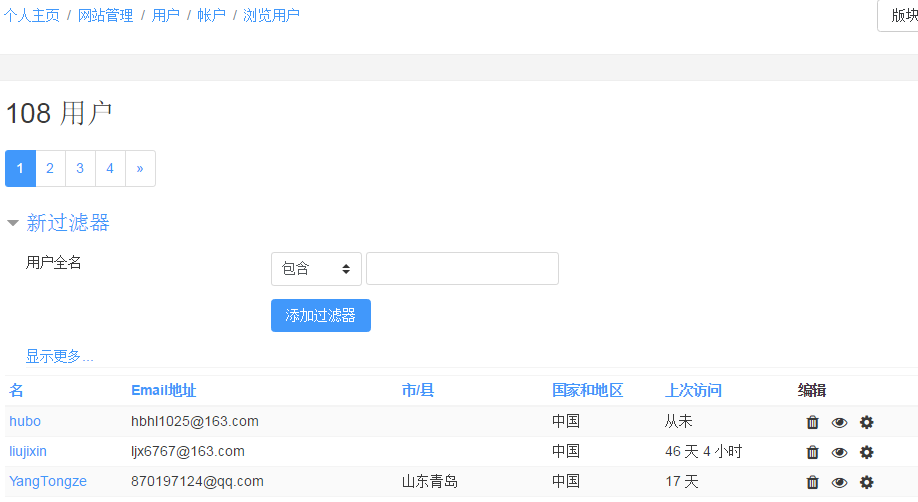 个人主页 / 网站管理 / 用户 / 帐户 / 浏览用户
版块
108 用户
1 2 3 4 »
新过滤器
用户全名 包含
添加过滤器
显示更多...
名 Email地址 市/县 国家和地区 上次访问 编辑
hubo hbhl1025@163.com 中国 从未
liujixin ljx6767@163.com 中国 46 天 4 小时
YangTongze 870197124@qq.com 山东青岛 中国 17 天